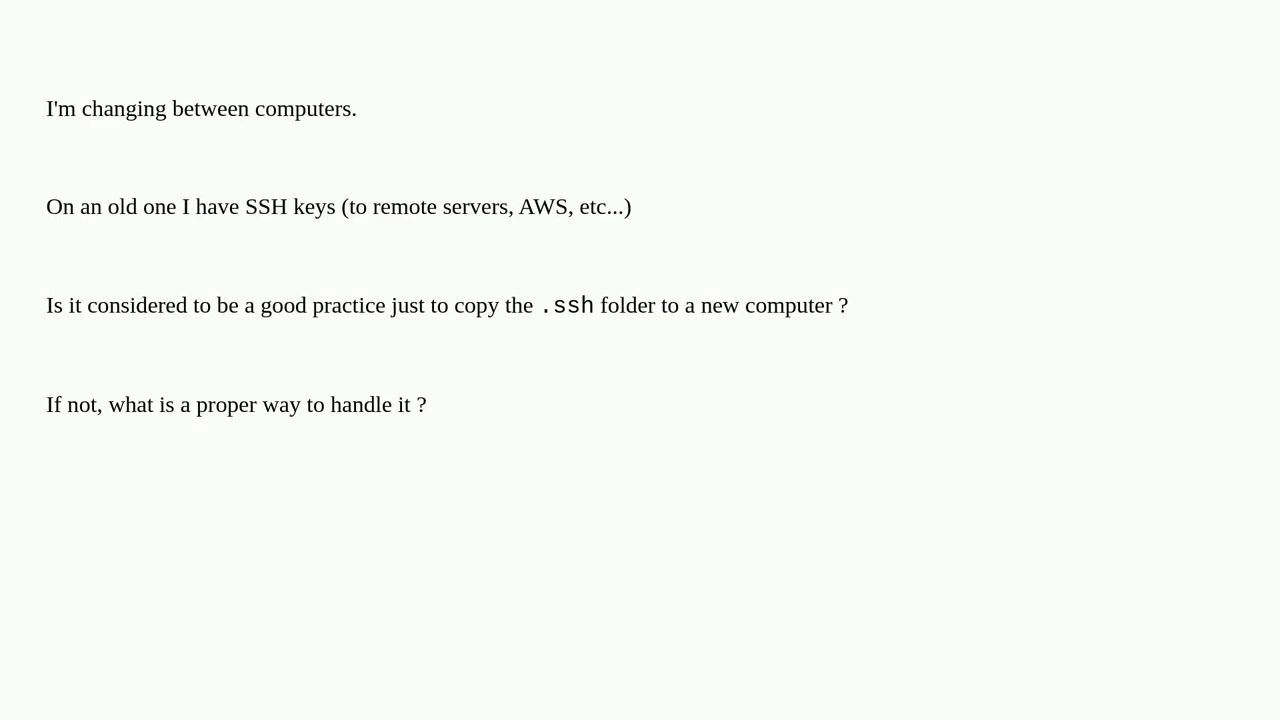 I'm changing between computers.
On an old one I have SSH keys (to remote servers, AWS, etc...)
Is it considered to be a good practice just to copy the .ssh folder to a new computer ?
If not, what is a proper way to handle it ?